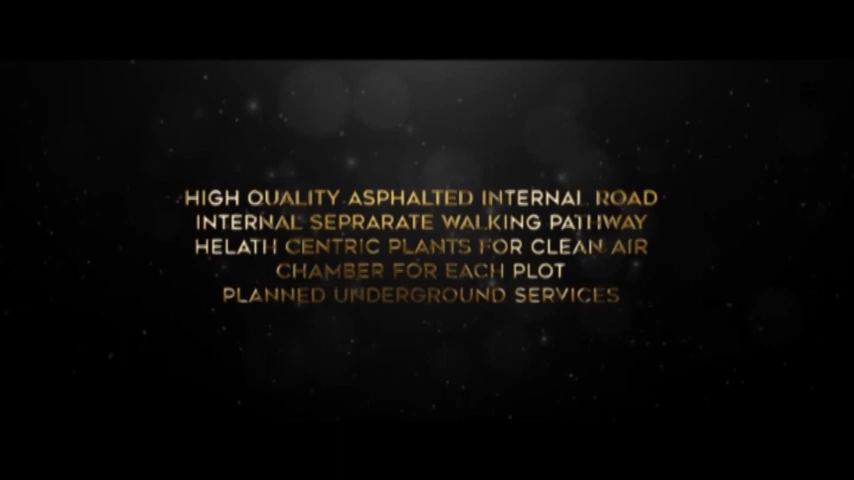 HIGH QUALITY ASPHALTED INTERNAL ROAD
INTERNAL SEPRARATE WALKING PATHWAY
HELATH CENTRIC PLANTS FOR CLEAN AIR
CHAMBER FOR EACH PLOT
PLANNED UNDERGROUND SERVICES